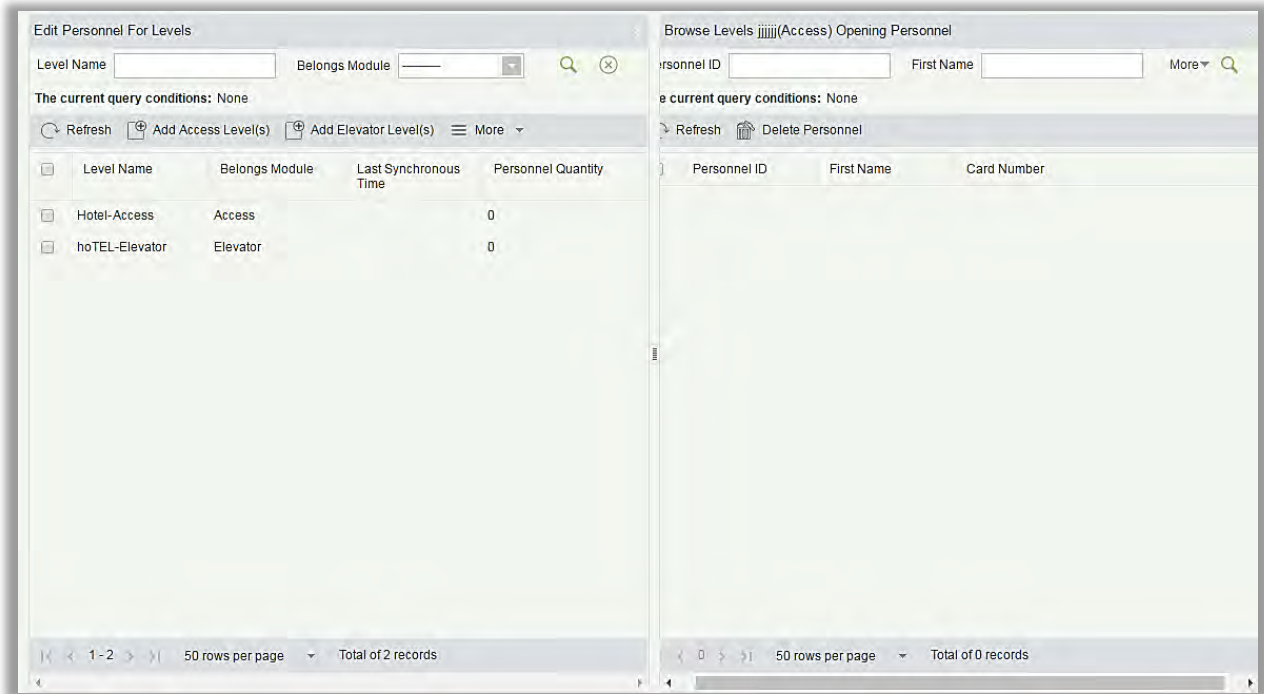 Edit Personnel For Levels
Level Name Belongs Module ---------
The current query conditions: None
Refresh Add Access Level(s) Add Elevator Level(s) More
Level Name Belongs Module Last Synchronous Time Personnel Quantity
Hotel-Access Access 0
hoTEL-Elevator Elevator 0
1 - 2 50 rows per page Total of 2 records
Browse Levels jjjjjj(Access) Opening Personnel
ersonnel ID First Name More
e current query conditions: None
Refresh Delete Personnel
Personnel ID First Name Card Number
0 50 rows per page Total of 0 records